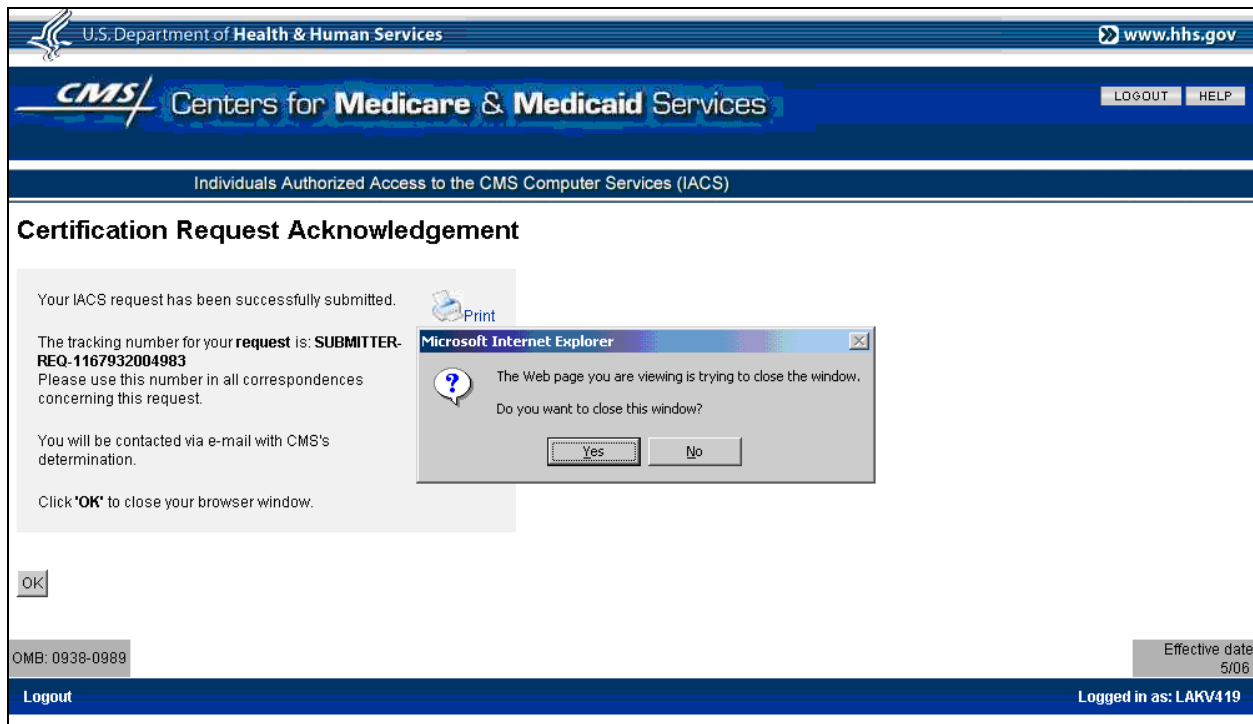 U.S. Department of Health & Human Services
www.hhs.gov
CMS/ Centers for Medicare & Medicaid Services
LOGOUT HELP
Individuals Authorized Access to the CMS Computer Services (IACS)
Certification Request Acknowledgement
Your IACS request has been successfully submitted.
Print
The tracking number for your request is: SUBMITTER-
REQ-1167932004983
Please use this number in all correspondences
concerning this request.
You will be contacted via e-mail with CMS's
determination.
Click 'OK' to close your browser window.
Microsoft Internet Explorer
The Web page you are viewing is trying to close the window.
Do you want to close this window?
Yes No
OK
OMB: 0938-0989
Effective date
5/06
Logout
Logged in as: LAKV419